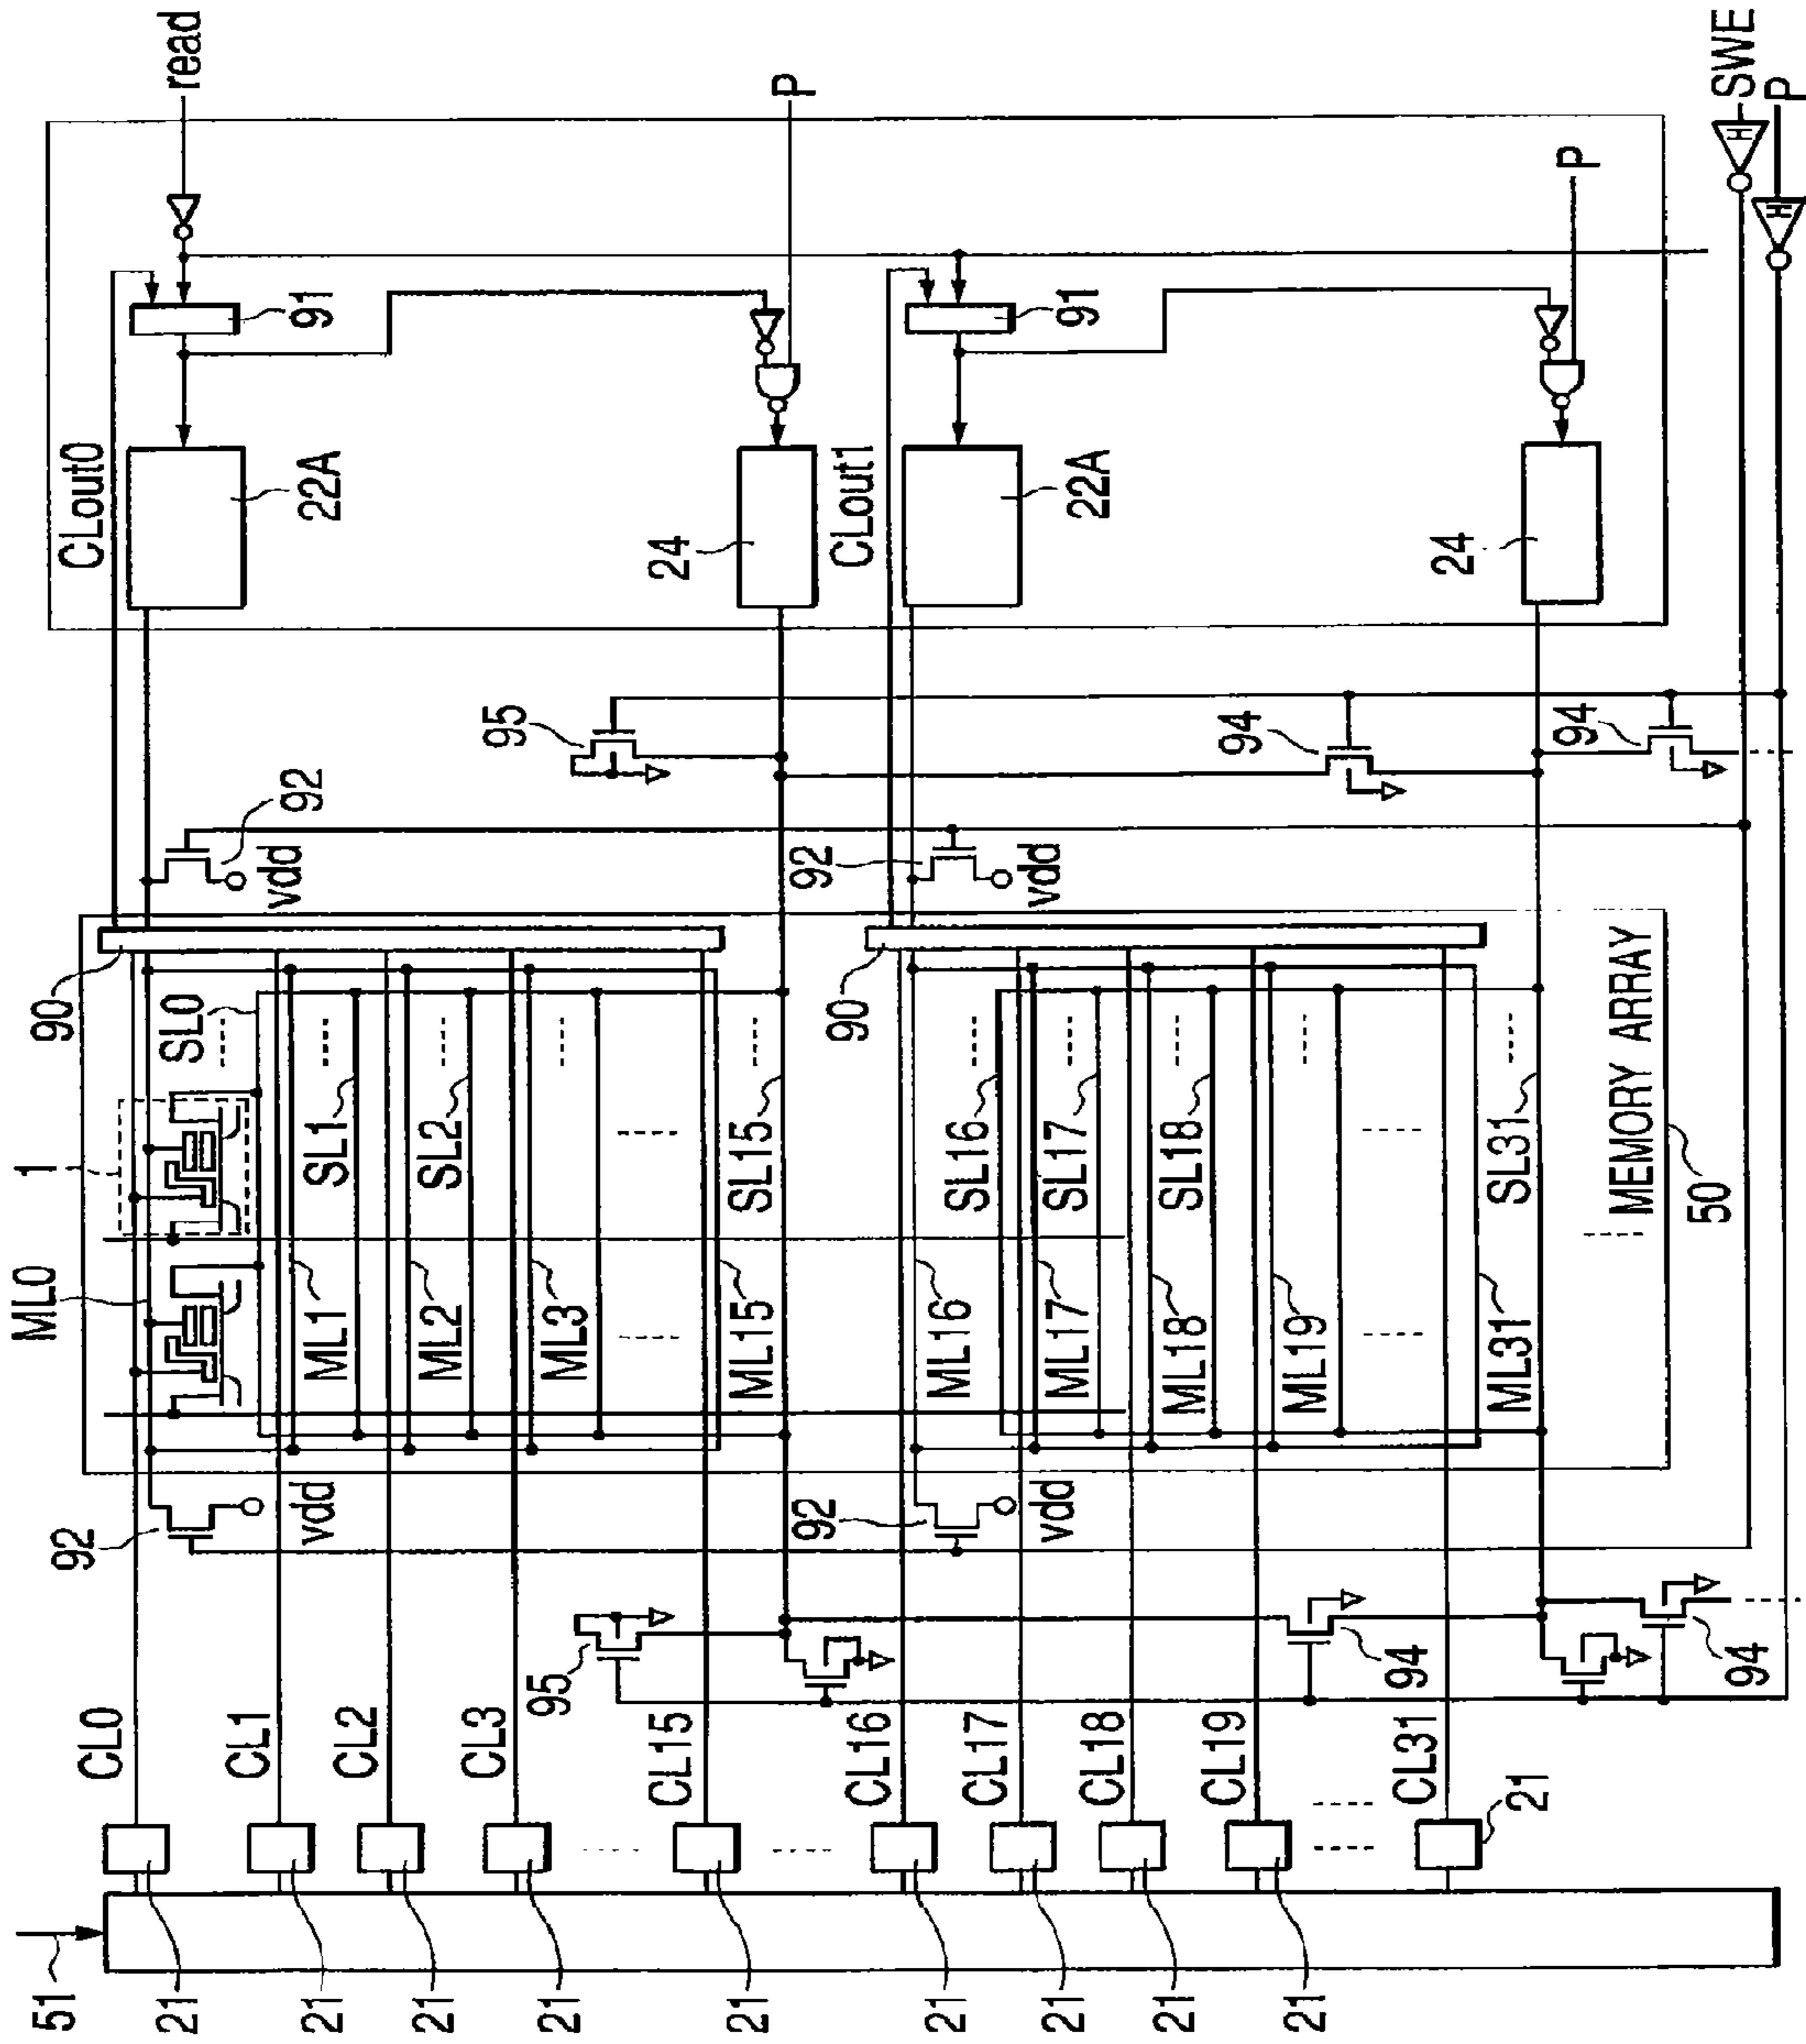 read
P
P
SWE
P
91
91
CLout0
22A
24
CLout1
22A
24
95
94
94
92
vdd
92
vdd
90
SL0
90
1
SL1
SL2
SL15
SL16
SL17
SL18
SL31
MEMORY ARRAY
50
ML0
ML1
ML2
ML3
ML15
ML16
ML17
ML18
ML19
ML31
92
vdd
92
vdd
95
94
94
CL0
CL1
CL2
CL3
CL15
CL16
CL17
CL18
CL19
CL31
21
51
21
21
21
21
21
21
21
21
21